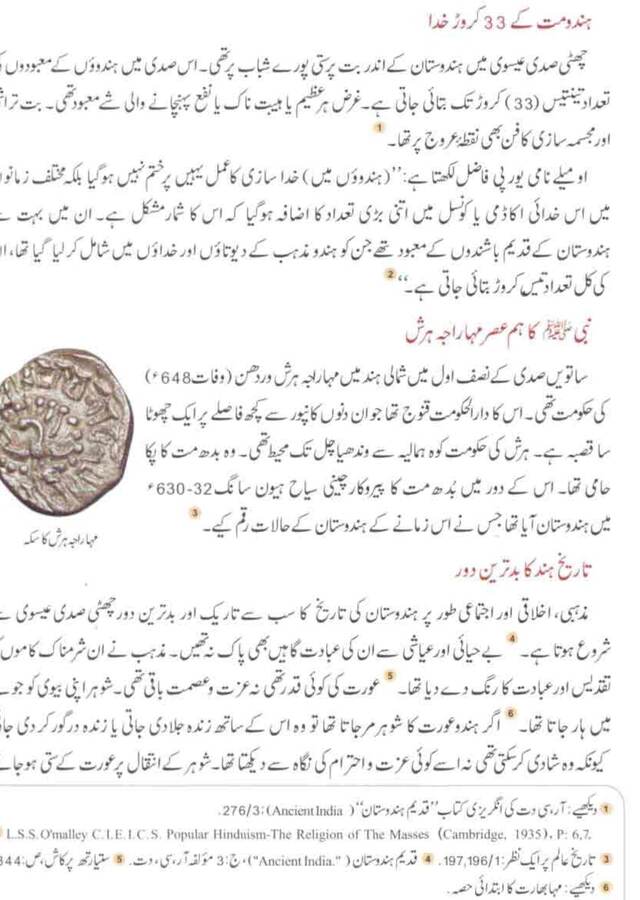 ہندومت کے 33 کروڑ خدا
چھٹی صدی عیسوی میں ہندوستان کے اندر بت پرستی پورے شباب پر تھی۔ اس صدی میں ہندوؤں کے معبودوں
تعداد تینتیس (33) کروڑ تک بتائی جاتی ہے۔ غرض ہر عظیم یا ہیبت ناک یا نفع پہنچانے والی شے معبود تھی۔ بت
اور مجسمہ سازی کا فن بھی نقطۂ عروج پر تھا۔ 1
او میلے نامی یورپی فاضل لکھتا ہے: ’’(ہندوؤں میں) خدا سازی کا عمل یہیں پر ختم نہیں ہو گیا بلکہ مختلف
میں اس خدائی اکاڈمی یا کونسل میں اتنی بڑی تعداد کا اضافہ ہو گیا کہ اس کا شمار مشکل ہے۔ ان میں بہت
ہندوستان کے قدیم باشندوں کے معبود تھے جن کو ہندو مذہب کے دیوتاؤں اور خداؤں میں شامل کر لیا گیا تھا،
کی کل تعداد تیس کروڑ بتائی جاتی ہے۔‘‘ 2
نبی ﷺ کا ہم عصر مہاراجہ ہرش
ساتویں صدی کے نصف اول میں شمالی ہند میں مہاراجہ ہرش وردھن (وفات 648ء)
کی حکومت تھی۔ اس کا دارالحکومت قنوج تھا جو ان دنوں کانپور سے کچھ فاصلے پر ایک چھوٹا
سا قصبہ ہے۔ ہرش کی حکومت کوہ ہمالیہ سے وندھیاچل تک محیط تھی۔ وہ بدھ مت کا پکا
حامی تھا۔ اس کے دور میں بُدھ مت کا پیروکار چینی سیاح ہیون سانگ 32-630ء
میں ہندوستان آیا تھا جس نے اس زمانے کے ہندوستان کے حالات رقم کیے۔ 3
مہاراجہ ہرش کا سکہ
تاریخ ہند کا بدترین دور
مذہبی، اخلاقی اور اجتماعی طور پر ہندوستان کی تاریخ کا سب سے تاریک اور بدترین دور چھٹی صدی عیسوی
شروع ہوتا ہے۔ 4 بے حیائی اور عیاشی سے ان کی عبادت گاہیں بھی پاک نہ تھیں۔ مذہب نے ان شرمناک کاموں
تقدیس اور عبادت کا رنگ دے دیا تھا۔ 5 عورت کی کوئی قدر تھی نہ عزت و عصمت باقی تھی۔ شوہر اپنی بیوی کو جوے
میں ہار جاتا تھا۔ 6 اگر ہندو عورت کا شوہر مر جاتا تھا تو وہ اس کے ساتھ زندہ جلا دی جاتی یا زندہ درگور کر دی
کیونکہ وہ شادی کر سکتی تھی نہ اسے کوئی عزت و احترام کی نگاہ سے دیکھتا تھا۔ شوہر کے انتقال پر عورت کے ستی ہو
1 دیکھیے: آر، سی دت کی انگریزی کتاب ’’قدیم ہندوستان‘‘ (Ancient India): 276/3.
L.S.S. O'malley C.I.E I.C.S. Popular Hinduism-The Religion of The Masses (Cambridge, 1935), P: 6,7.
3 تاریخ عالم پر ایک نظر: 197,196/1. 4 قدیم ہندوستان ("Ancient India.")، ج: 3 مؤلفہ آر، سی، دت. 5 ستیارتھ پرکاش، ص: 344
6 دیکھیے: مہابھارت کا ابتدائی حصہ.